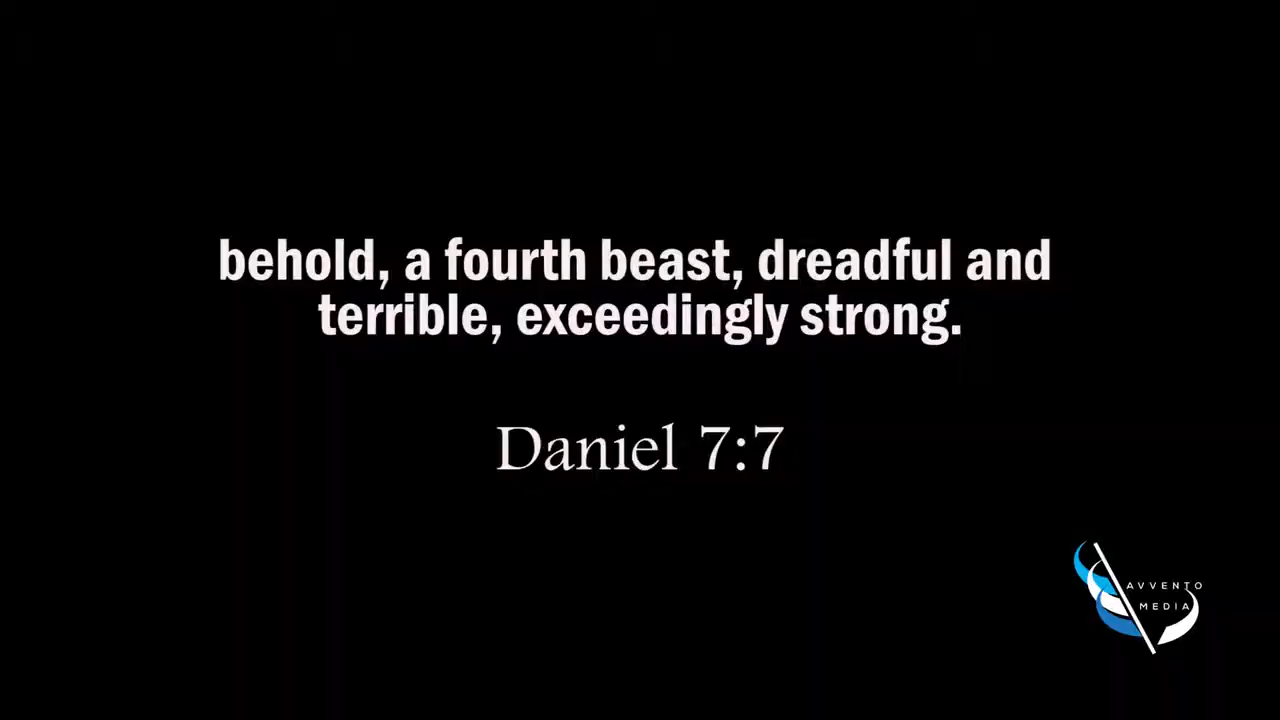 behold, a fourth beast, dreadful and
terrible, exceedingly strong.
Daniel 7:7
AVVENTO
MEDIA